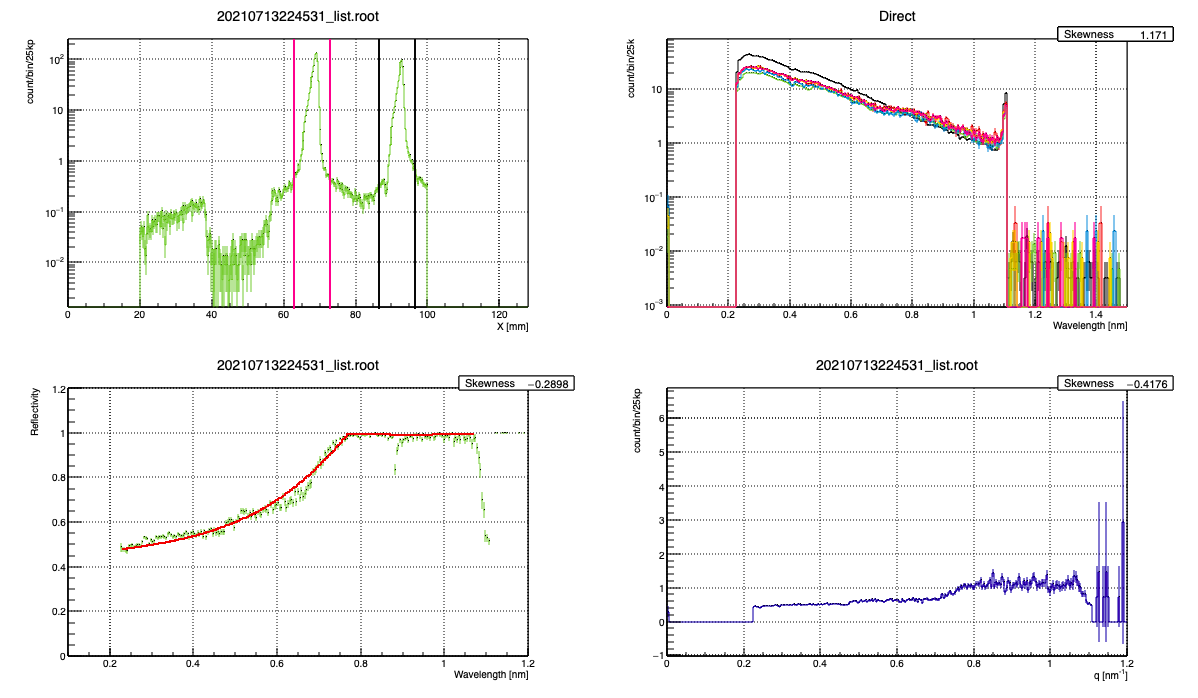 20210713224531_list.root
count/bin/25kp
10²
10
1
10⁻¹
10⁻²
0 20 40 60 80 100 120
X [mm]
Direct
Skewness 1.171
count/bin/25k
10
1
10⁻¹
10⁻²
10⁻³
0 0.2 0.4 0.6 0.8 1 1.2 1.4
Wavelength [nm]
20210713224531_list.root
Skewness −0.2898
Reflectivity
1.2
1
0.8
0.6
0.4
0.2
0
0.2 0.4 0.6 0.8 1 1.2
Wavelength [nm]
20210713224531_list.root
Skewness −0.4176
count/bin/25kp
6
5
4
3
2
1
0
−1
0 0.2 0.4 0.6 0.8 1 1.2
q [nm⁻¹]